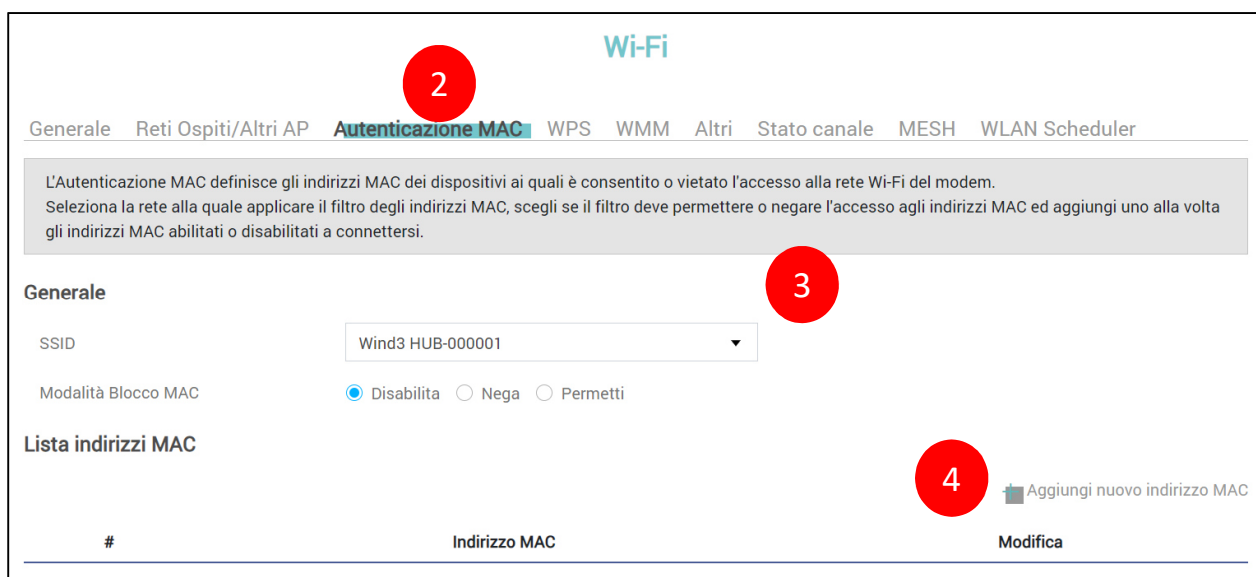 Wi-Fi
2
Generale Reti Ospiti/Altri AP Autenticazione MAC WPS WMM Altri Stato canale MESH WLAN Scheduler
L'Autenticazione MAC definisce gli indirizzi MAC dei dispositivi ai quali è consentito o vietato l'accesso alla rete Wi-Fi del modem.
Seleziona la rete alla quale applicare il filtro degli indirizzi MAC, scegli se il filtro deve permettere o negare l'accesso agli indirizzi MAC ed aggiungi uno alla volta
gli indirizzi MAC abilitati o disabilitati a connettersi.
3
Generale
SSID Wind3 HUB-000001
Modalità Blocco MAC Disabilita Nega Permetti
Lista indirizzi MAC
4 Aggiungi nuovo indirizzo MAC
# Indirizzo MAC Modifica